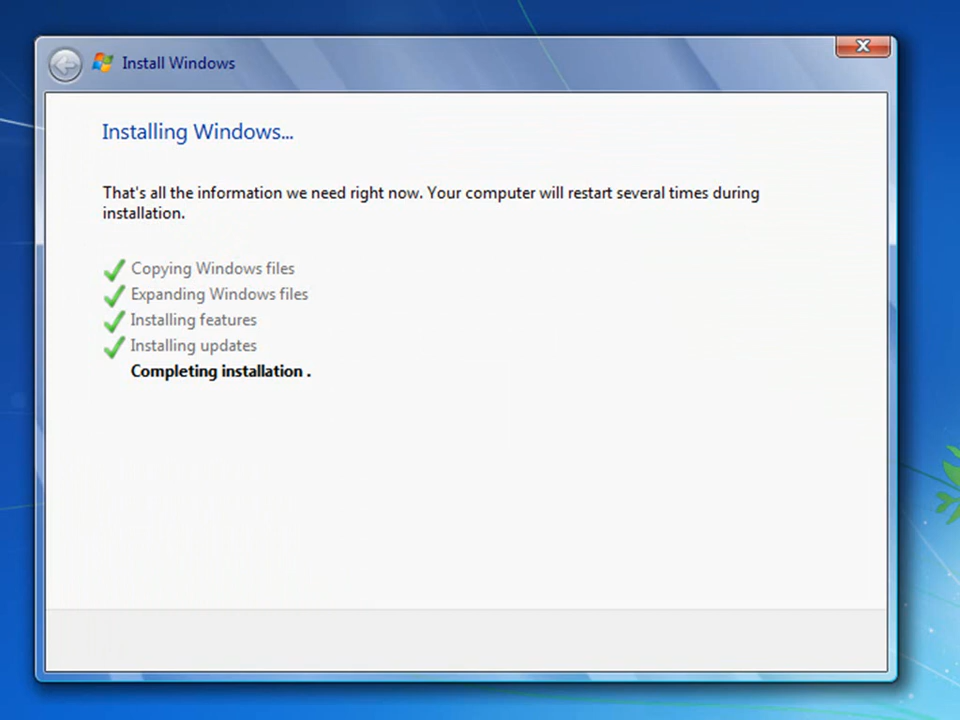 Install Windows
Installing Windows...
That's all the information we need right now. Your computer will restart several times during
installation.
Copying Windows files
Expanding Windows files
Installing features
Installing updates
Completing installation .